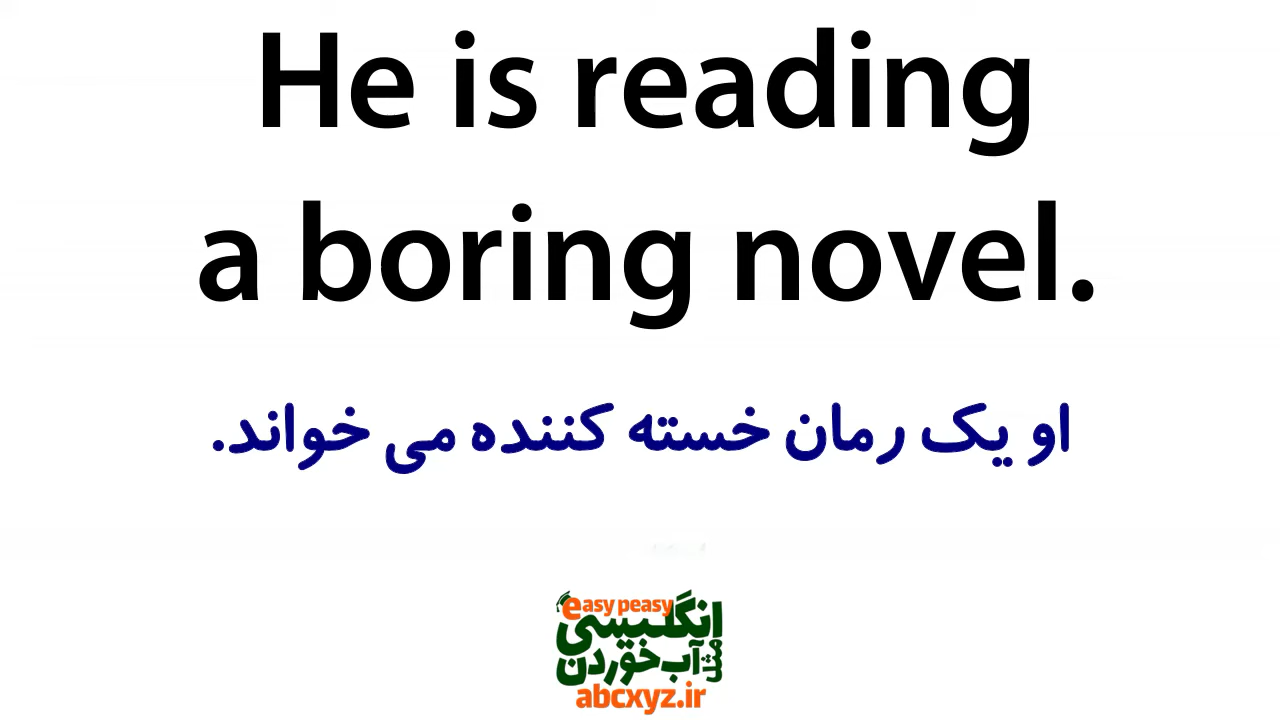 He is reading
a boring novel.
او یک رمان خسته کننده می خواند.
easy peasy
انگلیسی
مثل آب خوردن
abcxyz.ir